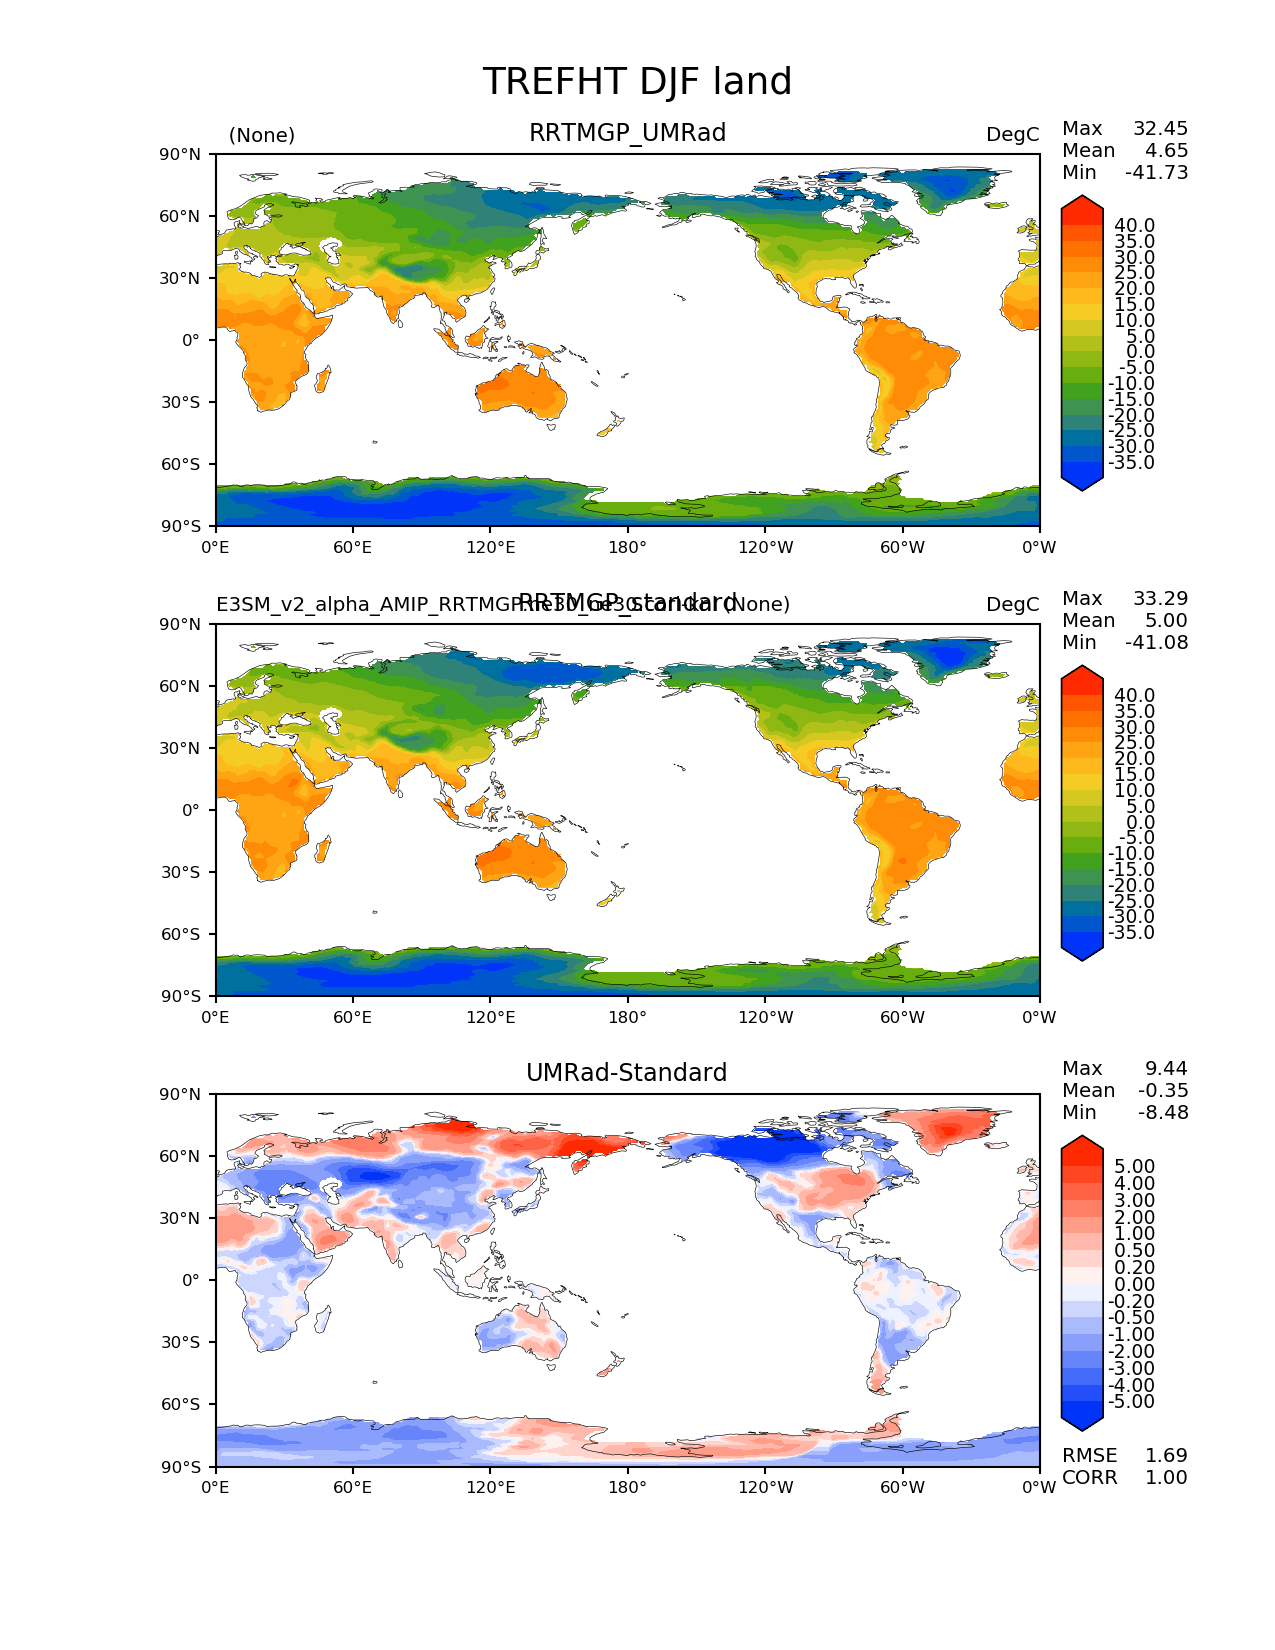 TREFHT DJF land
(None) RRTMGP_UMRad DegC
Max 32.45
Mean 4.65
Min -41.73
90°N
60°N
30°N
0°
30°S
60°S
90°S
0°E 60°E 120°E 180° 120°W 60°W 0°W
40.0
35.0
30.0
25.0
20.0
15.0
10.0
5.0
0.0
-5.0
-10.0
-15.0
-20.0
-25.0
-30.0
-35.0
RRTMGP_standard
E3SM_v2_alpha_AMIP_RRTMGP (None) DegC
Max 33.29
Mean 5.00
Min -41.08
90°N
60°N
30°N
0°
30°S
60°S
90°S
0°E 60°E 120°E 180° 120°W 60°W 0°W
40.0
35.0
30.0
25.0
20.0
15.0
10.0
5.0
0.0
-5.0
-10.0
-15.0
-20.0
-25.0
-30.0
-35.0
UMRad-Standard
Max 9.44
Mean -0.35
Min -8.48
90°N
60°N
30°N
0°
30°S
60°S
90°S
0°E 60°E 120°E 180° 120°W 60°W 0°W
5.00
4.00
3.00
2.00
1.00
0.50
0.20
0.00
-0.20
-0.50
-1.00
-2.00
-3.00
-4.00
-5.00
RMSE 1.69
CORR 1.00